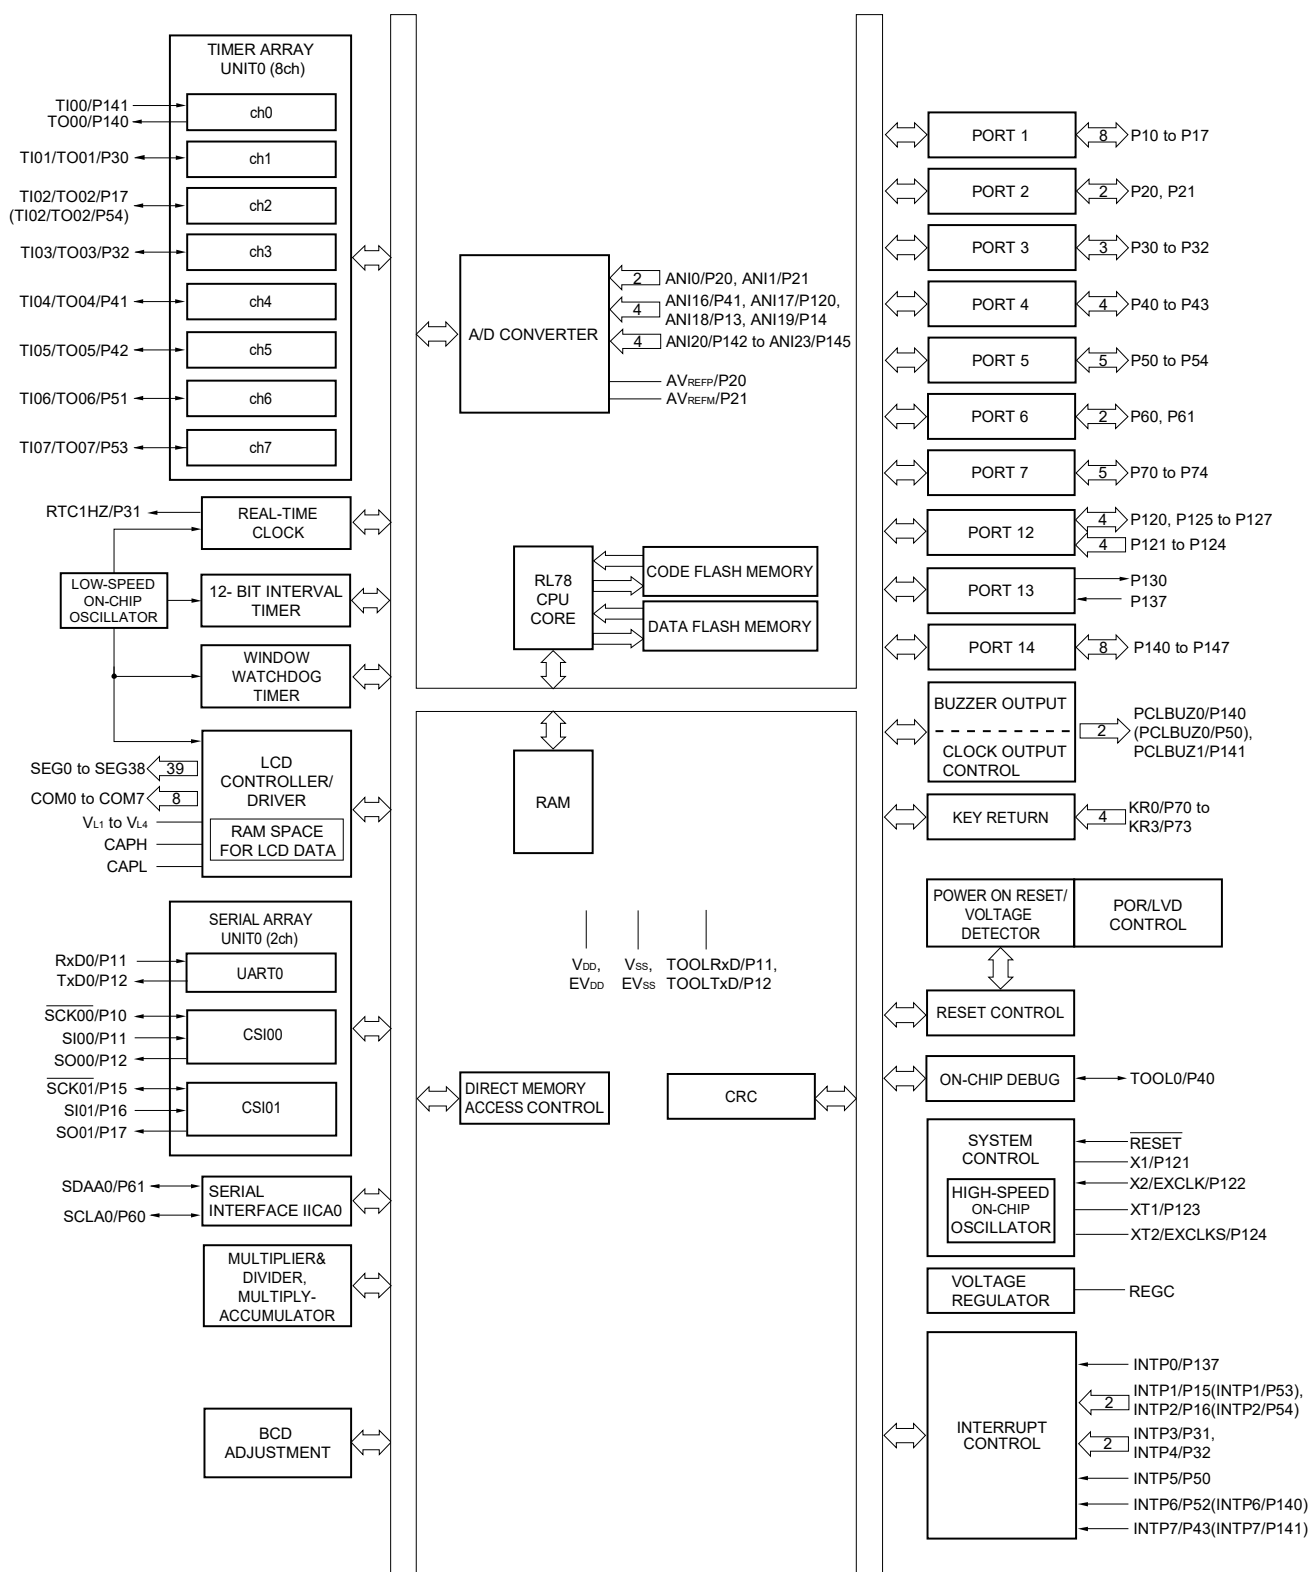 TIMER ARRAY
UNIT0 (8ch)
TI00/P141
TO00/P140
ch0
TI01/TO01/P30
ch1
TI02/TO02/P17
(TI02/TO02/P54)
ch2
TI03/TO03/P32
ch3
TI04/TO04/P41
ch4
TI05/TO05/P42
ch5
TI06/TO06/P51
ch6
TI07/TO07/P53
ch7
RTC1HZ/P31
REAL-TIME
CLOCK
LOW-SPEED
ON-CHIP
OSCILLATOR
12- BIT INTERVAL
TIMER
WINDOW
WATCHDOG
TIMER
LCD
CONTROLLER/
DRIVER
RAM SPACE
FOR LCD DATA
SEG0 to SEG38
39
COM0 to COM7
8
VL1 to VL4
CAPH
CAPL
SERIAL ARRAY
UNIT0 (2ch)
RxD0/P11
TxD0/P12
UART0
SCK00/P10
SI00/P11
SO00/P12
CSI00
SCK01/P15
SI01/P16
SO01/P17
CSI01
SDAA0/P61
SCLA0/P60
SERIAL
INTERFACE IICA0
MULTIPLIER&
DIVIDER,
MULTIPLY-
ACCUMULATOR
BCD
ADJUSTMENT
A/D CONVERTER
2 ANI0/P20, ANI1/P21
4 ANI16/P41, ANI17/P120,
ANI18/P13, ANI19/P14
4 ANI20/P142 to ANI23/P145
AVREFP/P20
AVREFM/P21
RL78
CPU
CORE
CODE FLASH MEMORY
DATA FLASH MEMORY
RAM
VDD,
EVDD
VSS,
EVSS
TOOLRxD/P11,
TOOLTxD/P12
DIRECT MEMORY
ACCESS CONTROL
CRC
PORT 1
8 P10 to P17
PORT 2
2 P20, P21
PORT 3
3 P30 to P32
PORT 4
4 P40 to P43
PORT 5
5 P50 to P54
PORT 6
2 P60, P61
PORT 7
5 P70 to P74
PORT 12
4 P120, P125 to P127
4 P121 to P124
PORT 13
P130
P137
PORT 14
8 P140 to P147
BUZZER OUTPUT
CLOCK OUTPUT
CONTROL
2
PCLBUZ0/P140
(PCLBUZ0/P50),
PCLBUZ1/P141
KEY RETURN
4
KR0/P70 to
KR3/P73
POWER ON RESET/
VOLTAGE
DETECTOR
POR/LVD
CONTROL
RESET CONTROL
ON-CHIP DEBUG
TOOL0/P40
SYSTEM
CONTROL
HIGH-SPEED
ON-CHIP
OSCILLATOR
RESET
X1/P121
X2/EXCLK/P122
XT1/P123
XT2/EXCLKS/P124
VOLTAGE
REGULATOR
REGC
INTERRUPT
CONTROL
INTP0/P137
2 INTP1/P15(INTP1/P53),
INTP2/P16(INTP2/P54)
2 INTP3/P31,
INTP4/P32
INTP5/P50
INTP6/P52(INTP6/P140)
INTP7/P43(INTP7/P141)